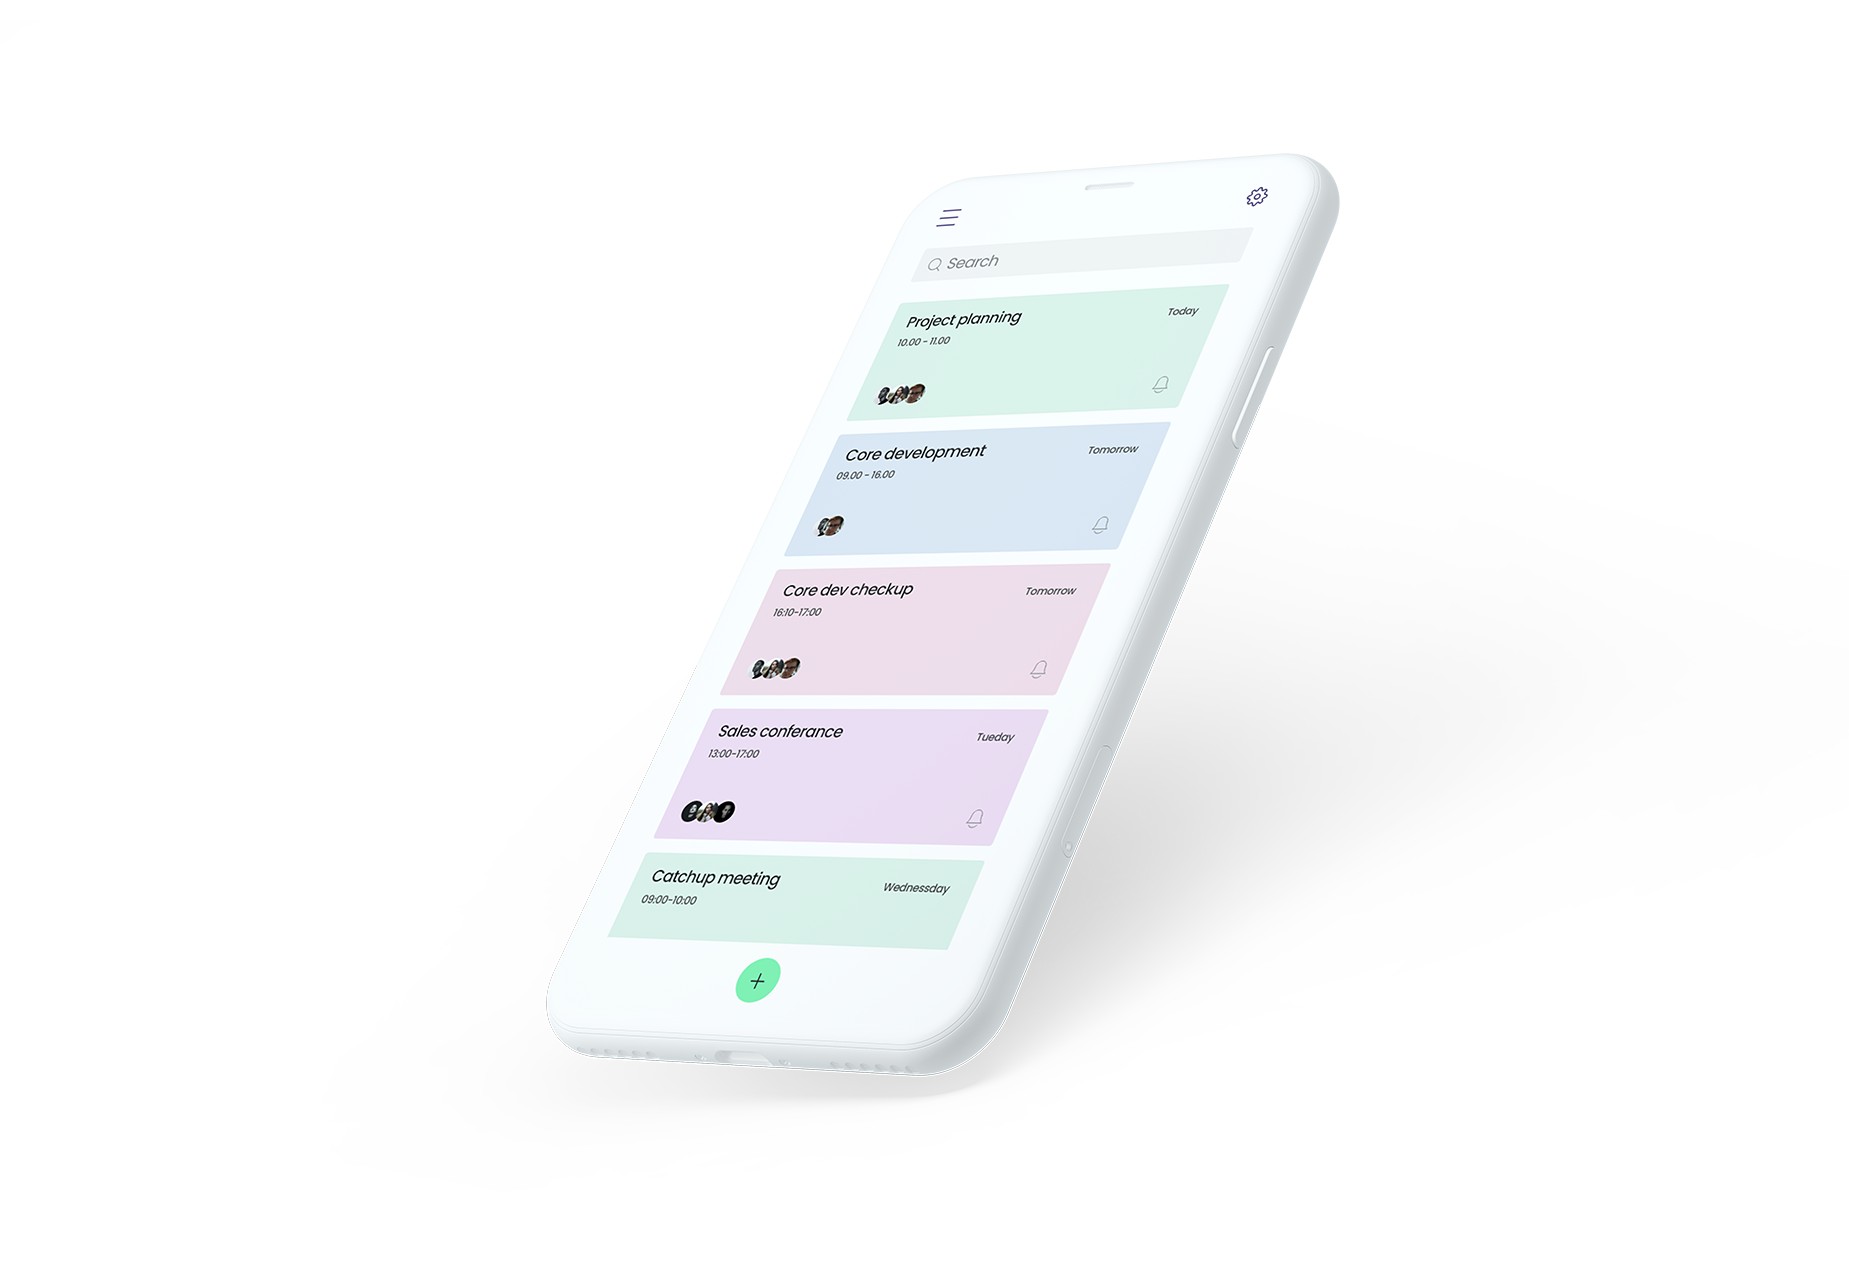 Search
Project planning
Today
10.00 - 11.00
Core development
Tomorrow
09.00 - 16.00
Core dev checkup
Tomorrow
16:10-17:00
Sales conferance
Tueday
13:00-17:00
Catchup meeting
Wednessday
09:00-10:00